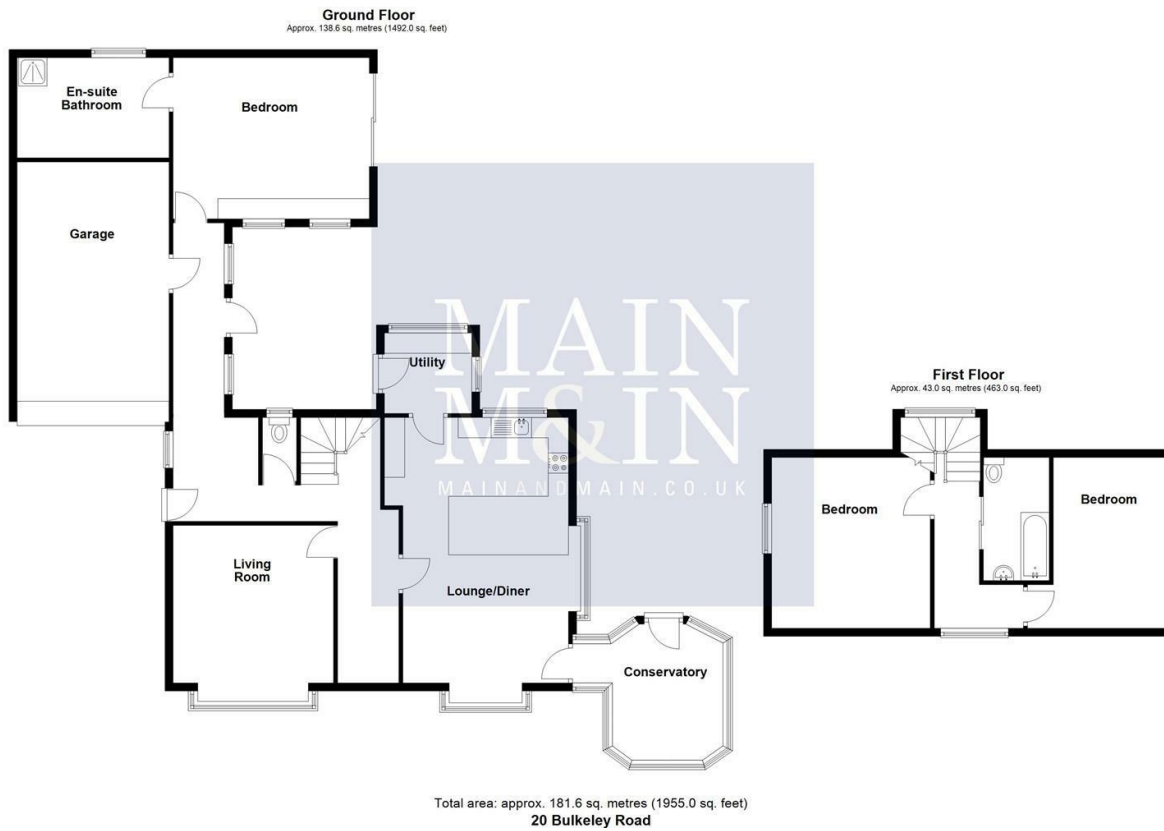 Ground Floor
Approx. 138.6 sq. metres (1492.0 sq. feet)
En-suite
Bathroom
Bedroom
Garage
Utility
Living
Room
Lounge/Diner
Conservatory
MAIN
M&IN
MAINANDMAIN.CO.UK
First Floor
Approx. 43.0 sq. metres (463.0 sq. feet)
Bedroom
Bedroom
Total area: approx. 181.6 sq. metres (1955.0 sq. feet)
20 Bulkeley Road